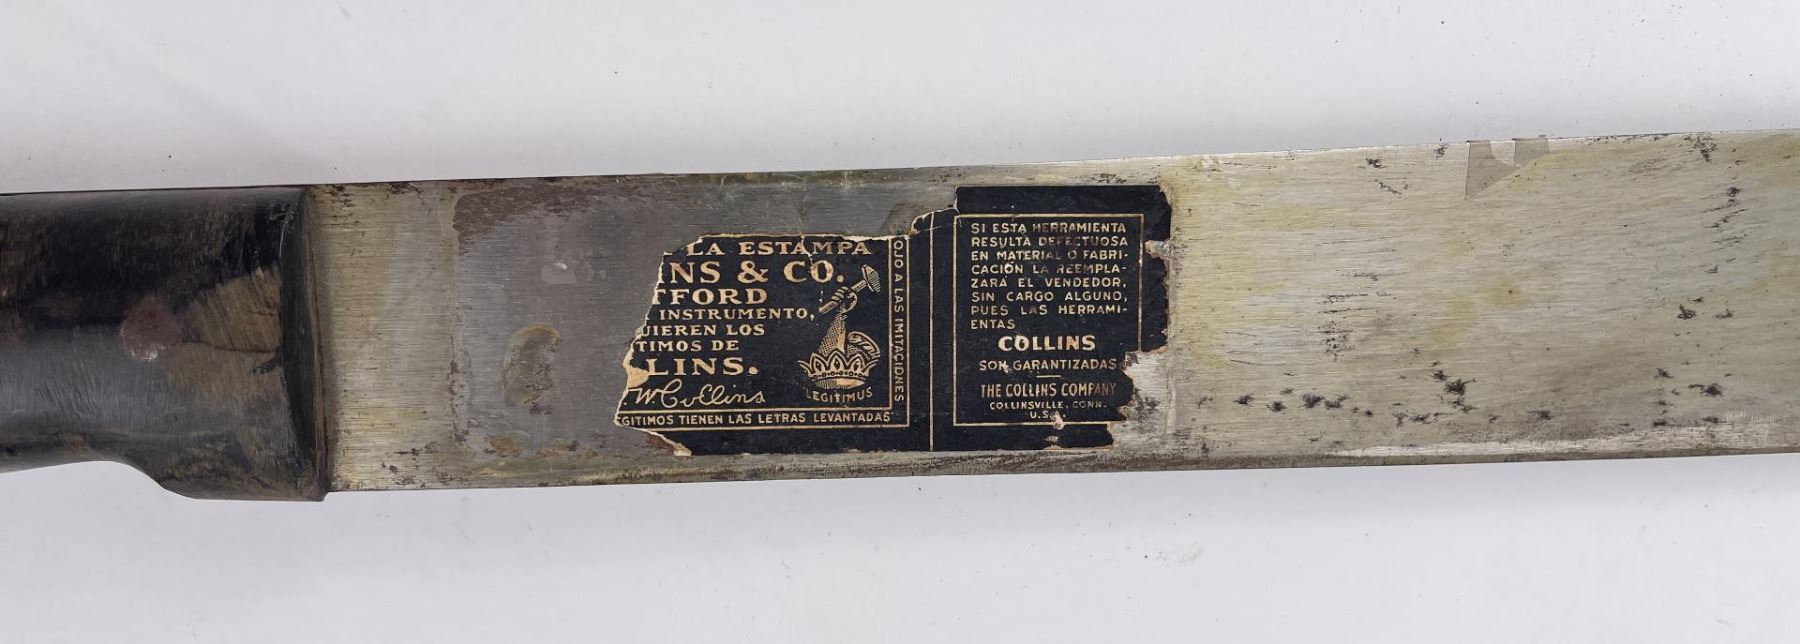 LA ESTAMPA
NS & CO.
TFORD
INSTRUMENTO,
UIEREN LOS
TIMOS DE
LLINS.
W Collins
LEGITIMUS
GITIMOS TIENEN LAS LETRAS LEVANTADAS
OJO A LAS IMITACIONES
SI ESTA HERRAMIENTA
RESULTA DEFECTUOSA
EN MATERIAL O FABRI-
CACIÓN LA REEMPLA-
ZARÁ EL VENDEDOR,
SIN CARGO ALGUNO,
PUES LAS HERRAMI-
ENTAS
COLLINS
SON GARANTIZADAS
THE COLLINS COMPANY
COLLINSVILLE, CONN.
U.S.A.